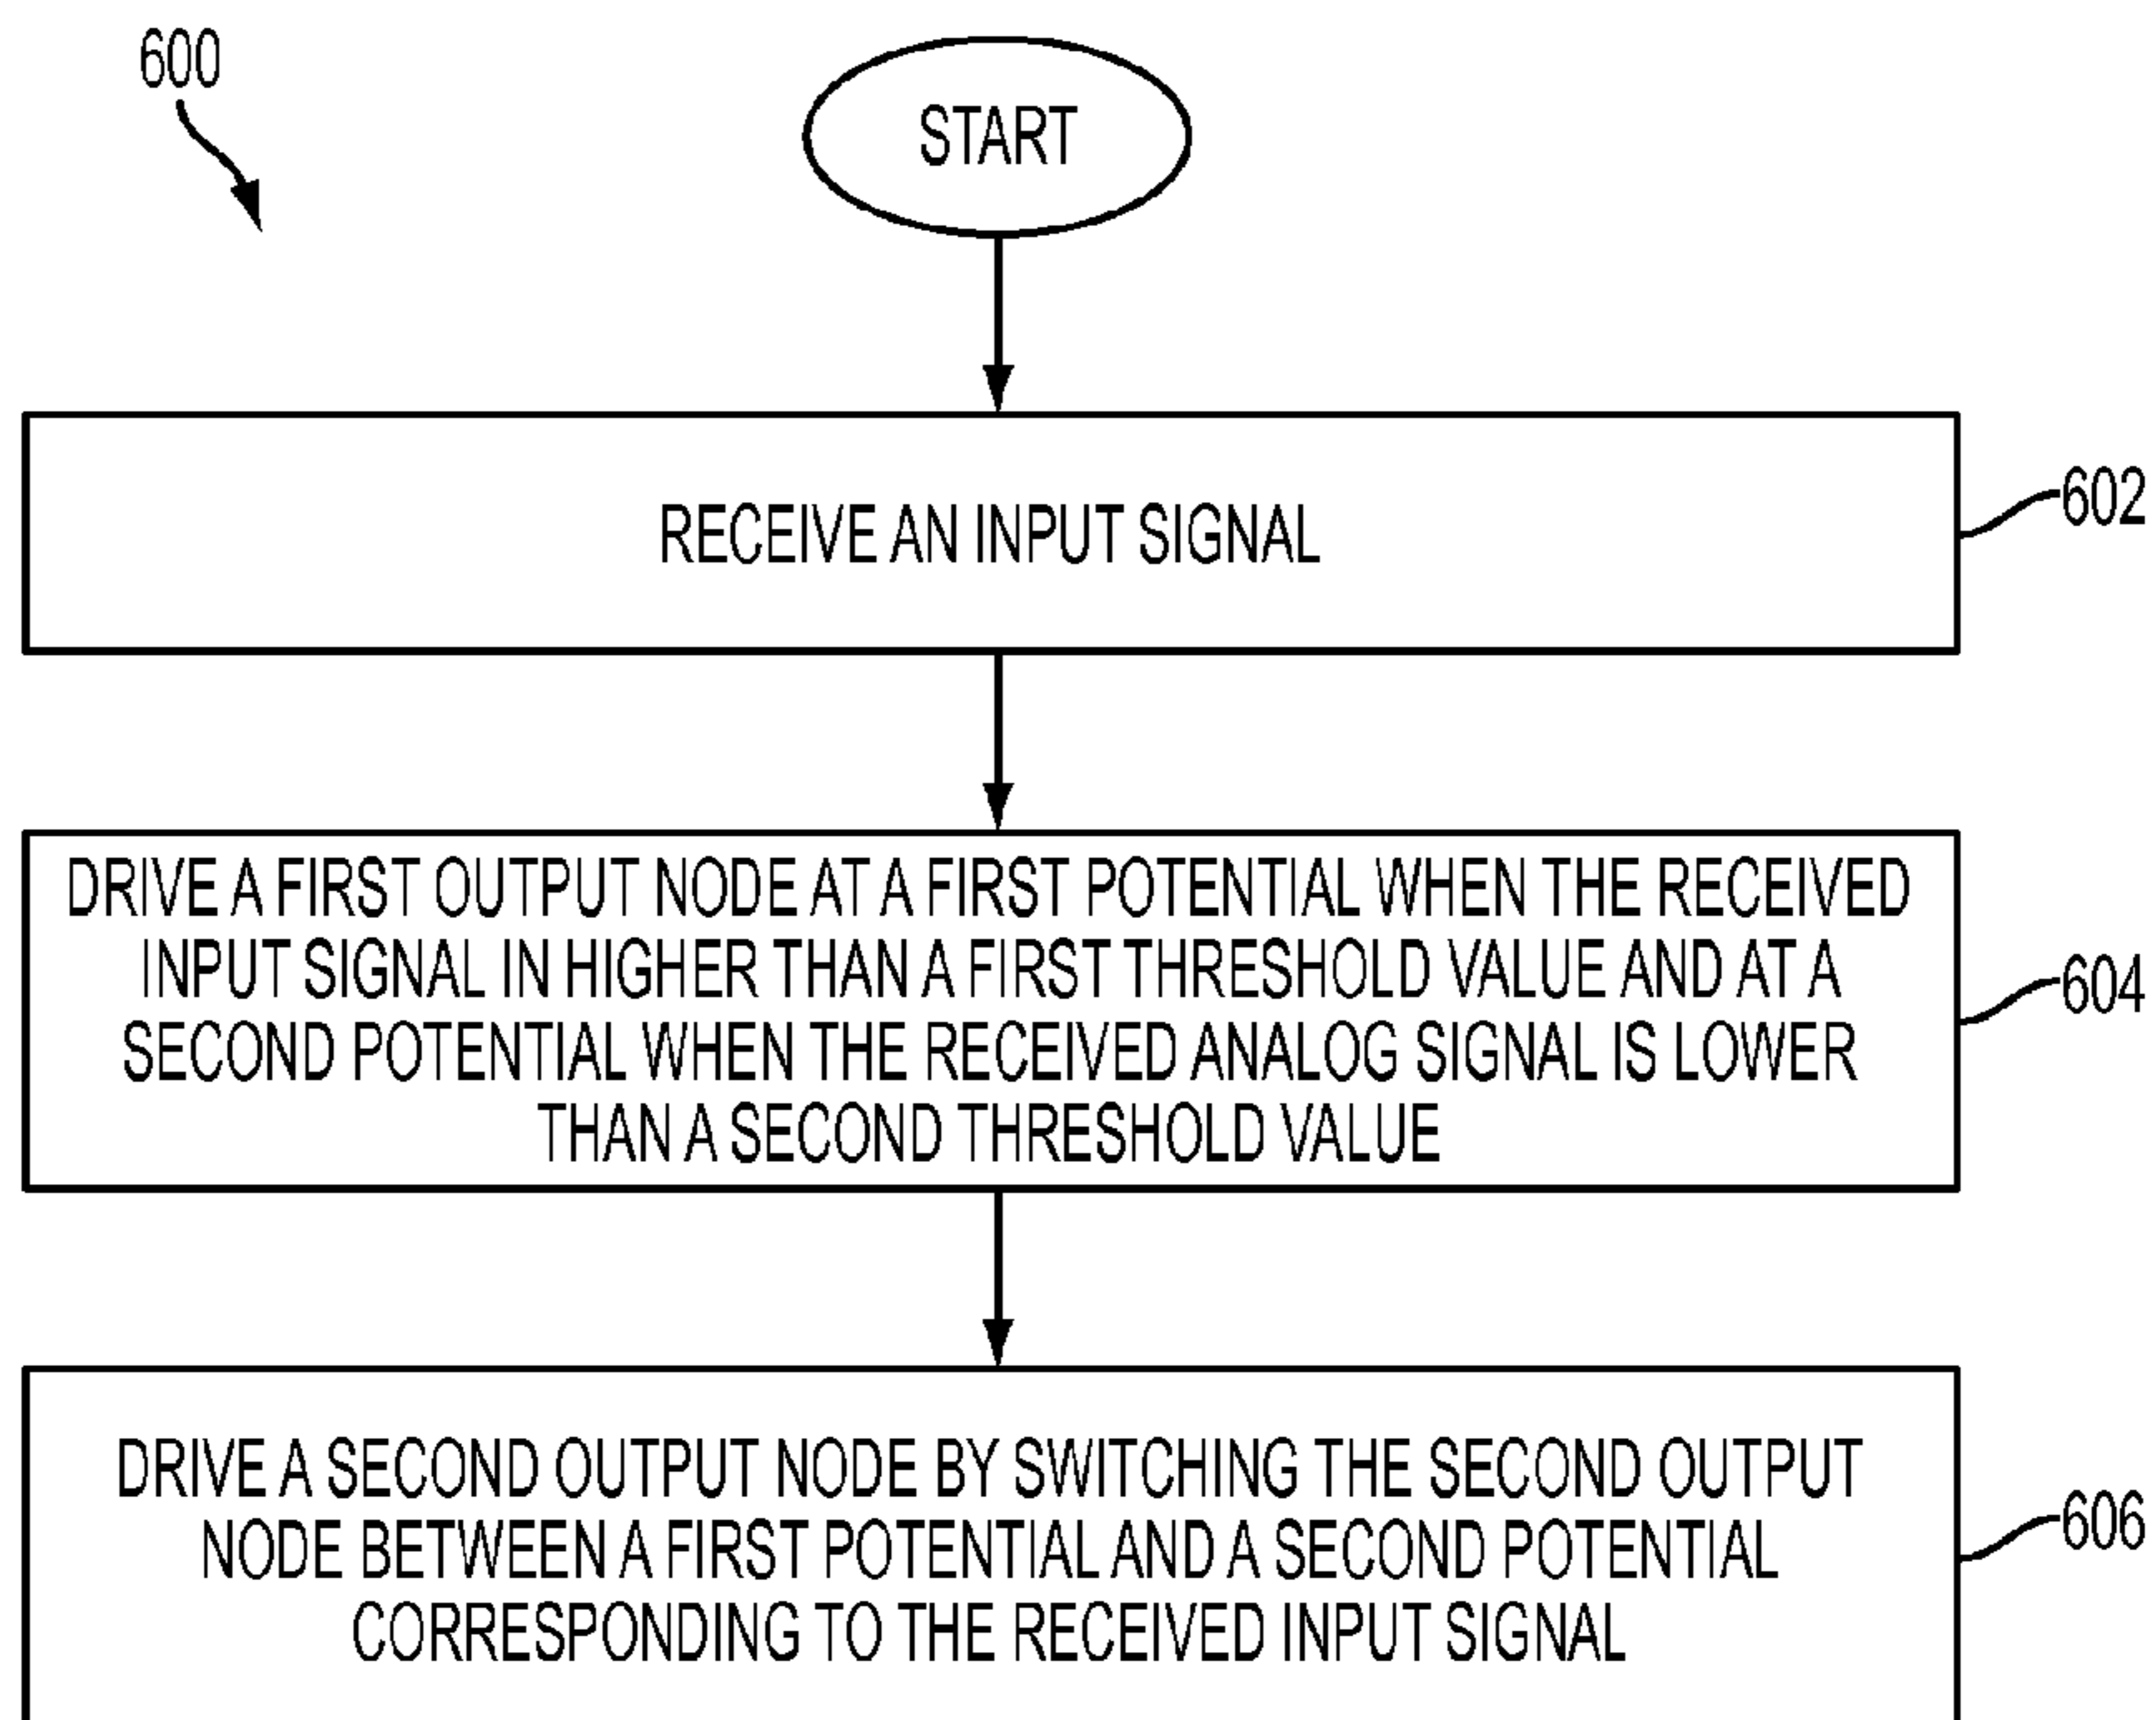 600
START
RECEIVE AN INPUT SIGNAL
602
DRIVE A FIRST OUTPUT NODE AT A FIRST POTENTIAL WHEN THE RECEIVED
INPUT SIGNAL IN HIGHER THAN A FIRST THRESHOLD VALUE AND AT A
SECOND POTENTIAL WHEN THE RECEIVED ANALOG SIGNAL IS LOWER
THAN A SECOND THRESHOLD VALUE
604
DRIVE A SECOND OUTPUT NODE BY SWITCHING THE SECOND OUTPUT
NODE BETWEEN A FIRST POTENTIAL AND A SECOND POTENTIAL
CORRESPONDING TO THE RECEIVED INPUT SIGNAL
606